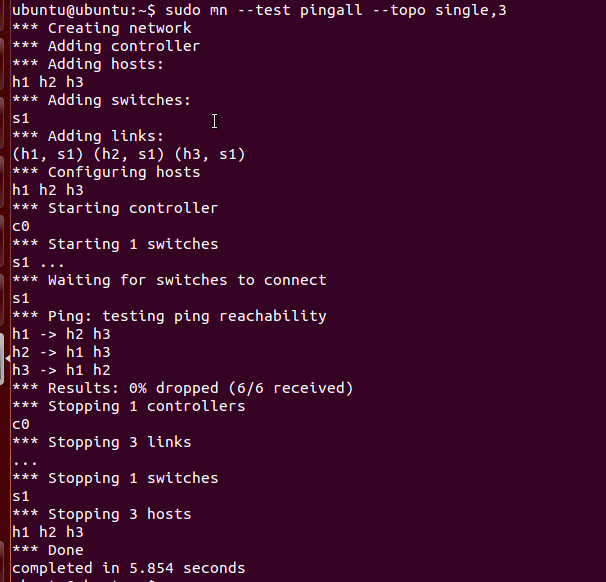 ubuntu@ubuntu:~$ sudo mn --test pingall --topo single,3
*** Creating network
*** Adding controller
*** Adding hosts:
h1 h2 h3
*** Adding switches:
s1
*** Adding links:
(h1, s1) (h2, s1) (h3, s1)
*** Configuring hosts
h1 h2 h3
*** Starting controller
c0
*** Starting 1 switches
s1 ...
*** Waiting for switches to connect
s1
*** Ping: testing ping reachability
h1 -> h2 h3
h2 -> h1 h3
h3 -> h1 h2
*** Results: 0% dropped (6/6 received)
*** Stopping 1 controllers
c0
*** Stopping 3 links
...
*** Stopping 1 switches
s1
*** Stopping 3 hosts
h1 h2 h3
*** Done
completed in 5.854 seconds